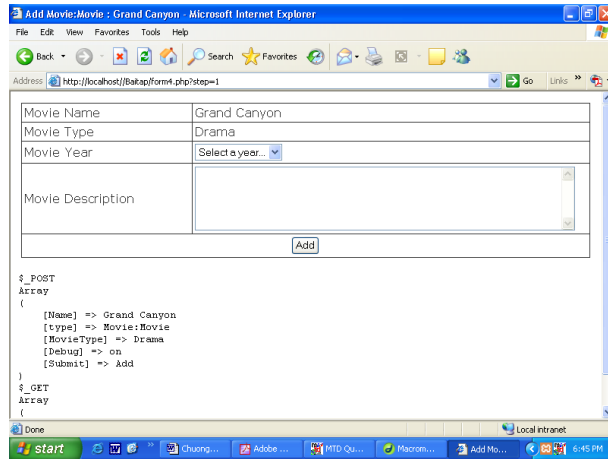 Add Movie:Movie : Grand Canyon - Microsoft Internet Explorer
File Edit View Favorites Tools Help
Back Search Favorites
Address http://localhost//Baitap/form4.php?step=1 Go Links »
Movie Name Grand Canyon
Movie Type Drama
Movie Year Select a year...
Movie Description
Add
$_POST
Array
(
[Name] => Grand Canyon
[type] => Movie:Movie
[MovieType] => Drama
[Debug] => on
[Submit] => Add
)
$_GET
Array
(
Done Local intranet
start » Chuong... Adobe ... MTD Qu... Macrom... Add Mo... 6:45 PM